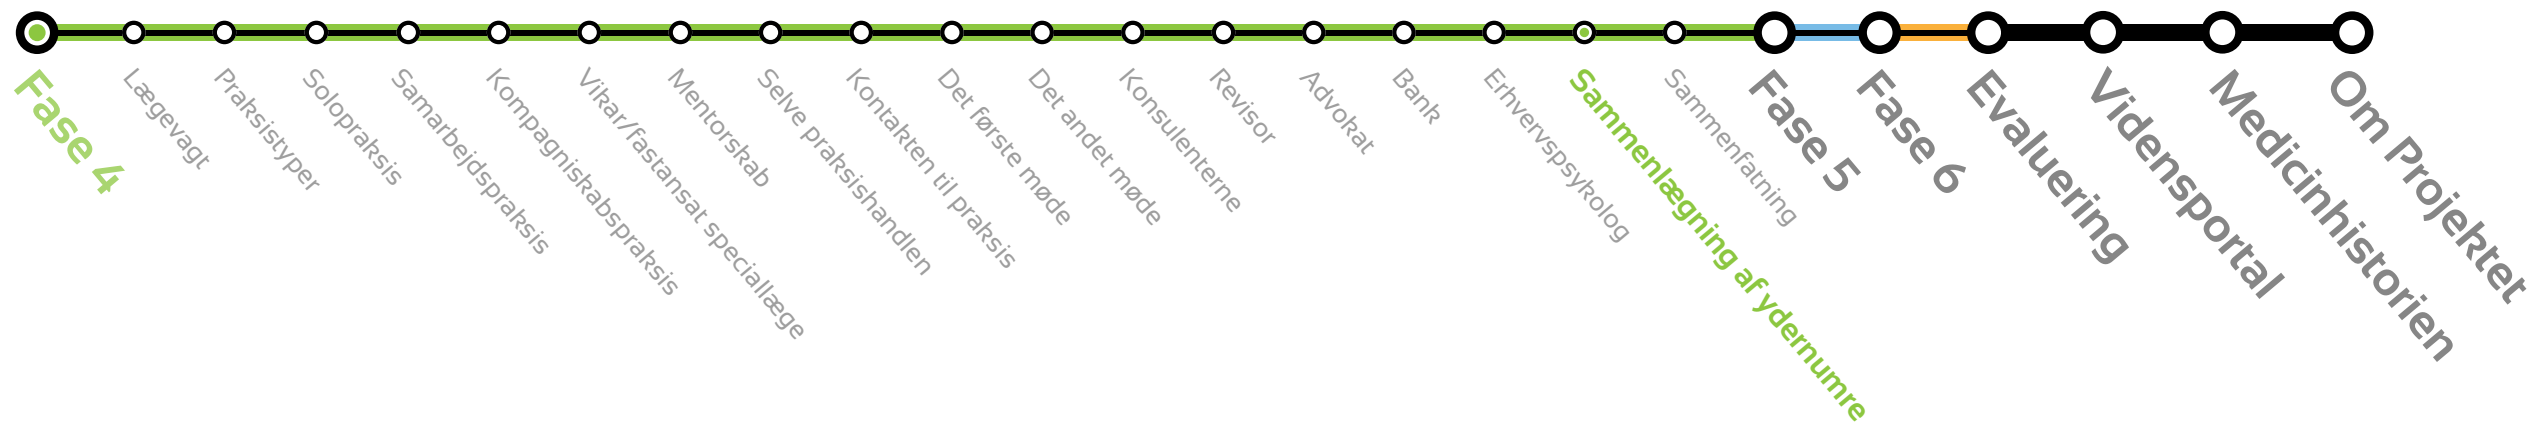 Fase 4
Lægevagt
Praksistyper
Solopraksis
Samarbejdspraksis
Kompagniskabspraksis
Vikar/fastansat speciallæge
Mentorskab
Selve praksishandlen
Kontakten til praksis
Det første møde
Det andet møde
Konsulenterne
Revisor
Advokat
Bank
Erhvervspsykolog
Sammenlægning af ydernumre
Sammenfatning
Fase 5
Fase 6
Evaluering
Vidensportal
Medicinhistorien
Om Projektet